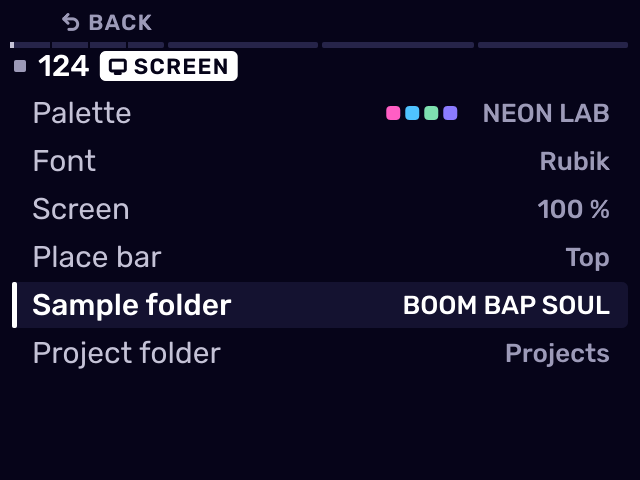 BACK
124 SCREEN
Palette NEON LAB
Font Rubik
Screen 100 %
Place bar Top
Sample folder BOOM BAP SOUL
Project folder Projects